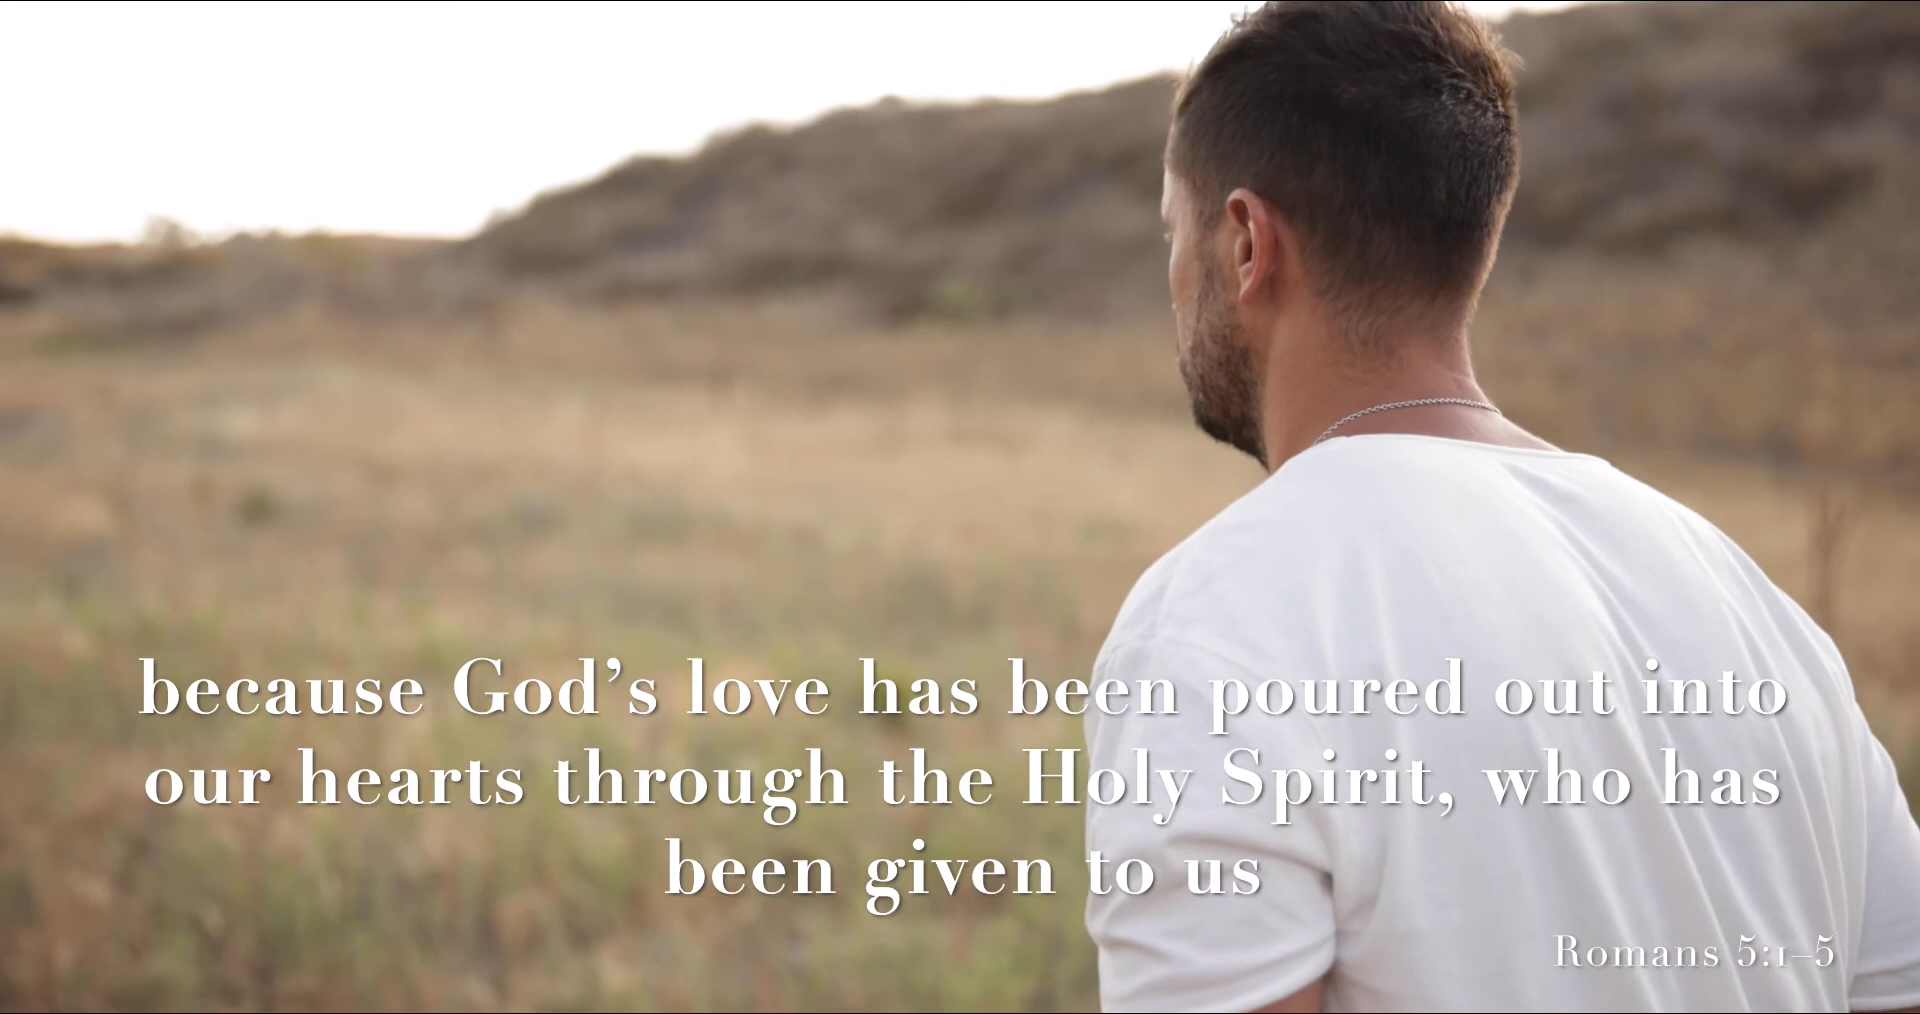 because God’s love has been poured out into
our hearts through the Holy Spirit, who has
been given to us
Romans 5:1–5